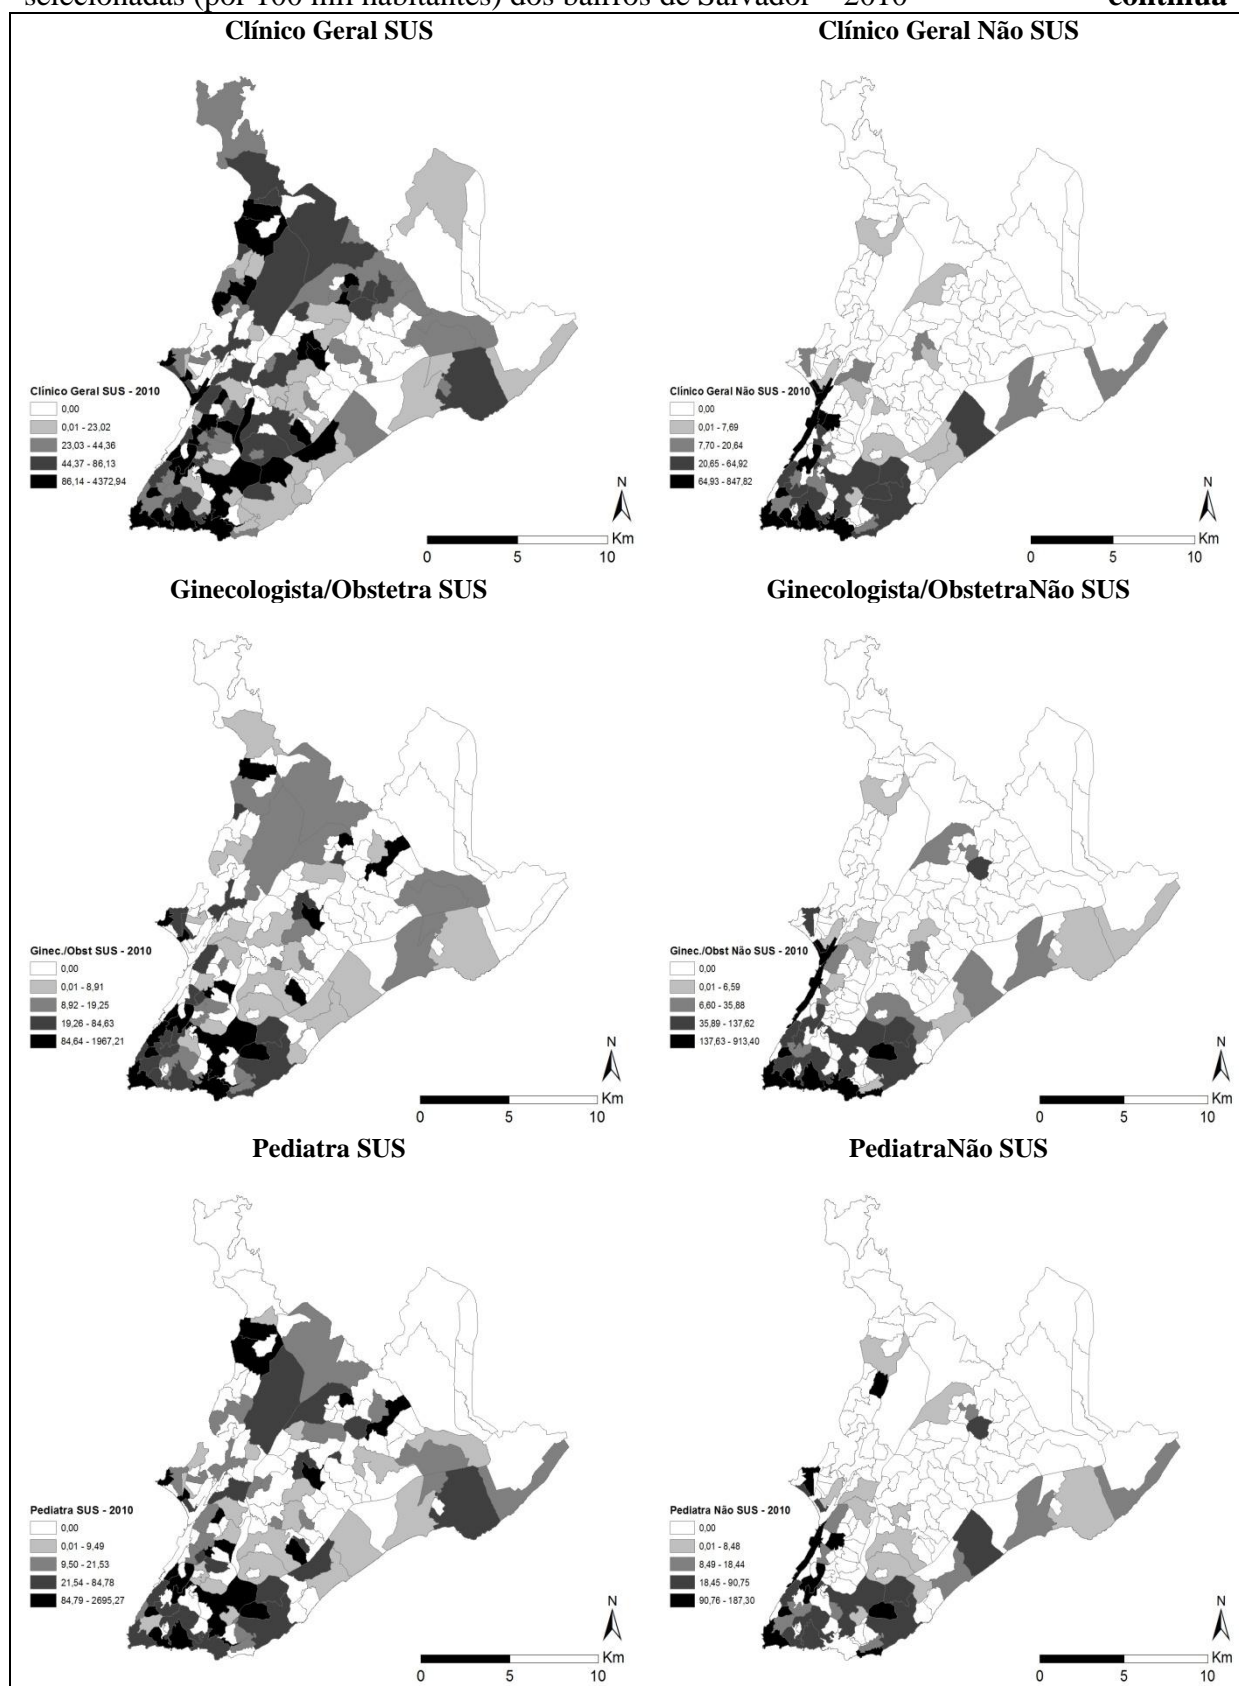 selecionadas (por 100 mil habitantes) dos bairros de Salvador – 2010 continua
Clínico Geral SUS
Clínico Geral Não SUS
Clínico Geral SUS - 2010
0,00
0,01 - 23,02
23,03 - 44,36
44,37 - 86,13
86,14 - 4372,94
N
Km
0 5 10
Clínico Geral Não SUS - 2010
0,00
0,01 - 7,69
7,70 - 20,64
20,65 - 64,92
64,93 - 847,82
N
Km
0 5 10
Ginecologista/Obstetra SUS
Ginecologista/ObstetraNão SUS
Ginec./Obst SUS - 2010
0,00
0,01 - 8,91
8,92 - 19,25
19,26 - 84,63
84,64 - 1967,21
N
Km
0 5 10
Ginec./Obst Não SUS - 2010
0,00
0,01 - 6,59
6,60 - 35,88
35,89 - 137,62
137,63 - 913,40
N
Km
0 5 10
Pediatra SUS
PediatraNão SUS
Pediatra SUS - 2010
0,00
0,01 - 9,49
9,50 - 21,53
21,54 - 84,78
84,79 - 2695,27
N
Km
0 5 10
Pediatra Não SUS - 2010
0,00
0,01 - 8,48
8,49 - 18,44
18,45 - 90,75
90,76 - 187,30
N
Km
0 5 10